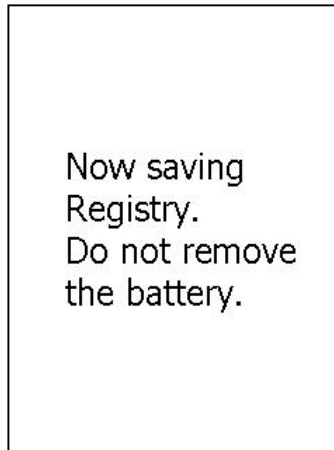 Now saving
Registry.
Do not remove
the battery.